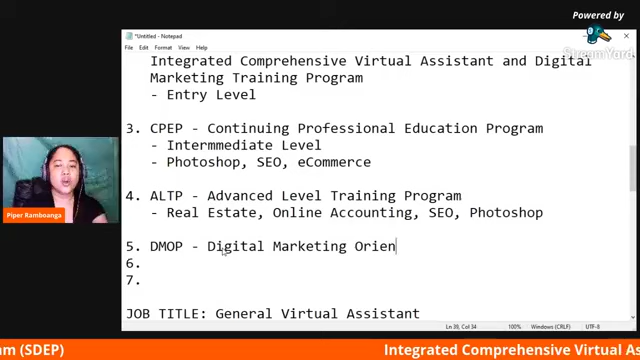 Powered by
StreamYard
*Untitled - Notepad
File Edit Format View Help
Integrated Comprehensive Virtual Assistant and Digital
Marketing Training Program
- Entry Level
3. CPEP - Continuing Professional Education Program
- Intermmediate Level
- Photoshop, SEO, eCommerce
4. ALTP - Advanced Level Training Program
- Real Estate, Online Accounting, SEO, Photoshop
5. DMOP - Digital Marketing Orien
6.
7.
JOB TITLE: General Virtual Assistant
Piper Ramboanga
Ln 39, Col 34 100% Windows (CRLF) UTF-8
am (SDEP) Integrated Comprehensive Virtual As